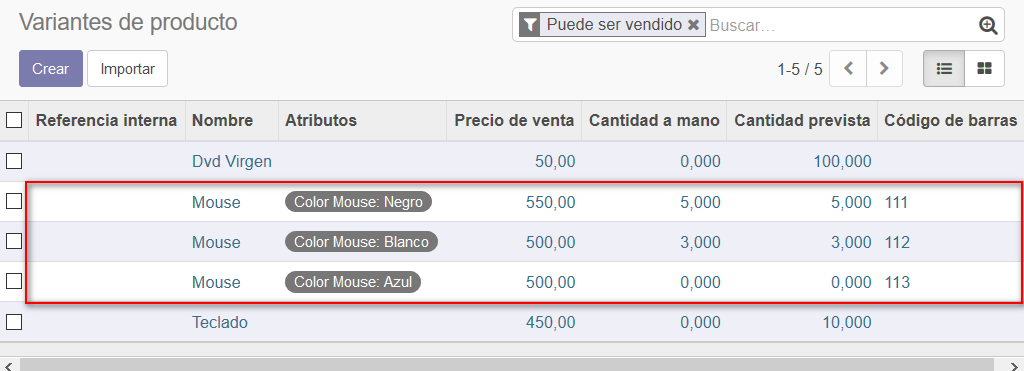 Variantes de producto
Puede ser vendido ✖ Buscar...
Crear Importar 1-5 / 5
Referencia interna Nombre Atributos Precio de venta Cantidad a mano Cantidad prevista Código de barras
Dvd Virgen 50,00 0,000 100,000
Mouse Color Mouse: Negro 550,00 5,000 5,000 111
Mouse Color Mouse: Blanco 500,00 3,000 3,000 112
Mouse Color Mouse: Azul 500,00 0,000 0,000 113
Teclado 450,00 0,000 10,000